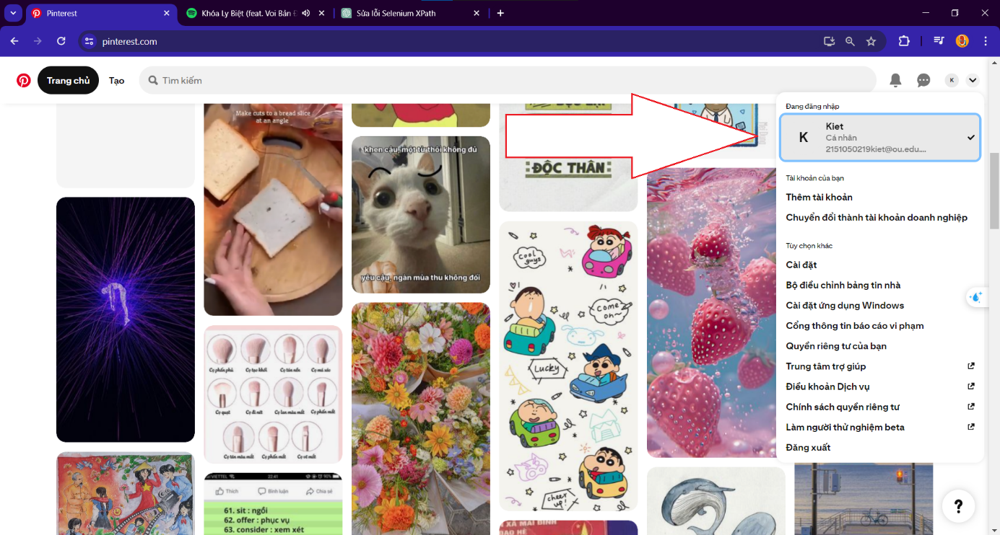 Pinterest
Khóa Ly Biệt (feat. Voi Bản Đ
Sửa lỗi Selenium XPath
pinterest.com
Trang chủ
Tạo
Tìm kiếm
K
Đang đăng nhập
K
Kiet
Cá nhân
2151050219kiet@ou.edu....
Tài khoản của bạn
Thêm tài khoản
Chuyển đổi thành tài khoản doanh nghiệp
Tùy chọn khác
Cài đặt
Bộ điều chỉnh bảng tin nhà
Cài đặt ứng dụng Windows
Cổng thông tin báo cáo vi phạm
Quyền riêng tư của bạn
Trung tâm trợ giúp
Điều khoản Dịch vụ
Chính sách quyền riêng tư
Làm người thử nghiệm beta
Đăng xuất
Make cuts to a bread slice
at an angle
khen cậu, một từ thôi không đủ
yêu cậu, ngàn mùa thu không đổi
ĐỘC THÂN
Cool
guys
come
on~
Lucky
cheer
up!
Cọ phấn phủ
Cọ tạo khối
Cọ tán nền
Cọ má sáo
Cọ quạt
Cọ đi nét
Cọ lan màu mắt
Cọ phấn mắt
Cọ tán màu mắt
Cọ phấn mắt
Cọ vẽ mắt
VIETTEL
22:41
90%
Thích
Bình luận
Chia sẻ
61. sit : ngồi
62. offer : phục vụ
63. consider : xem xét
?